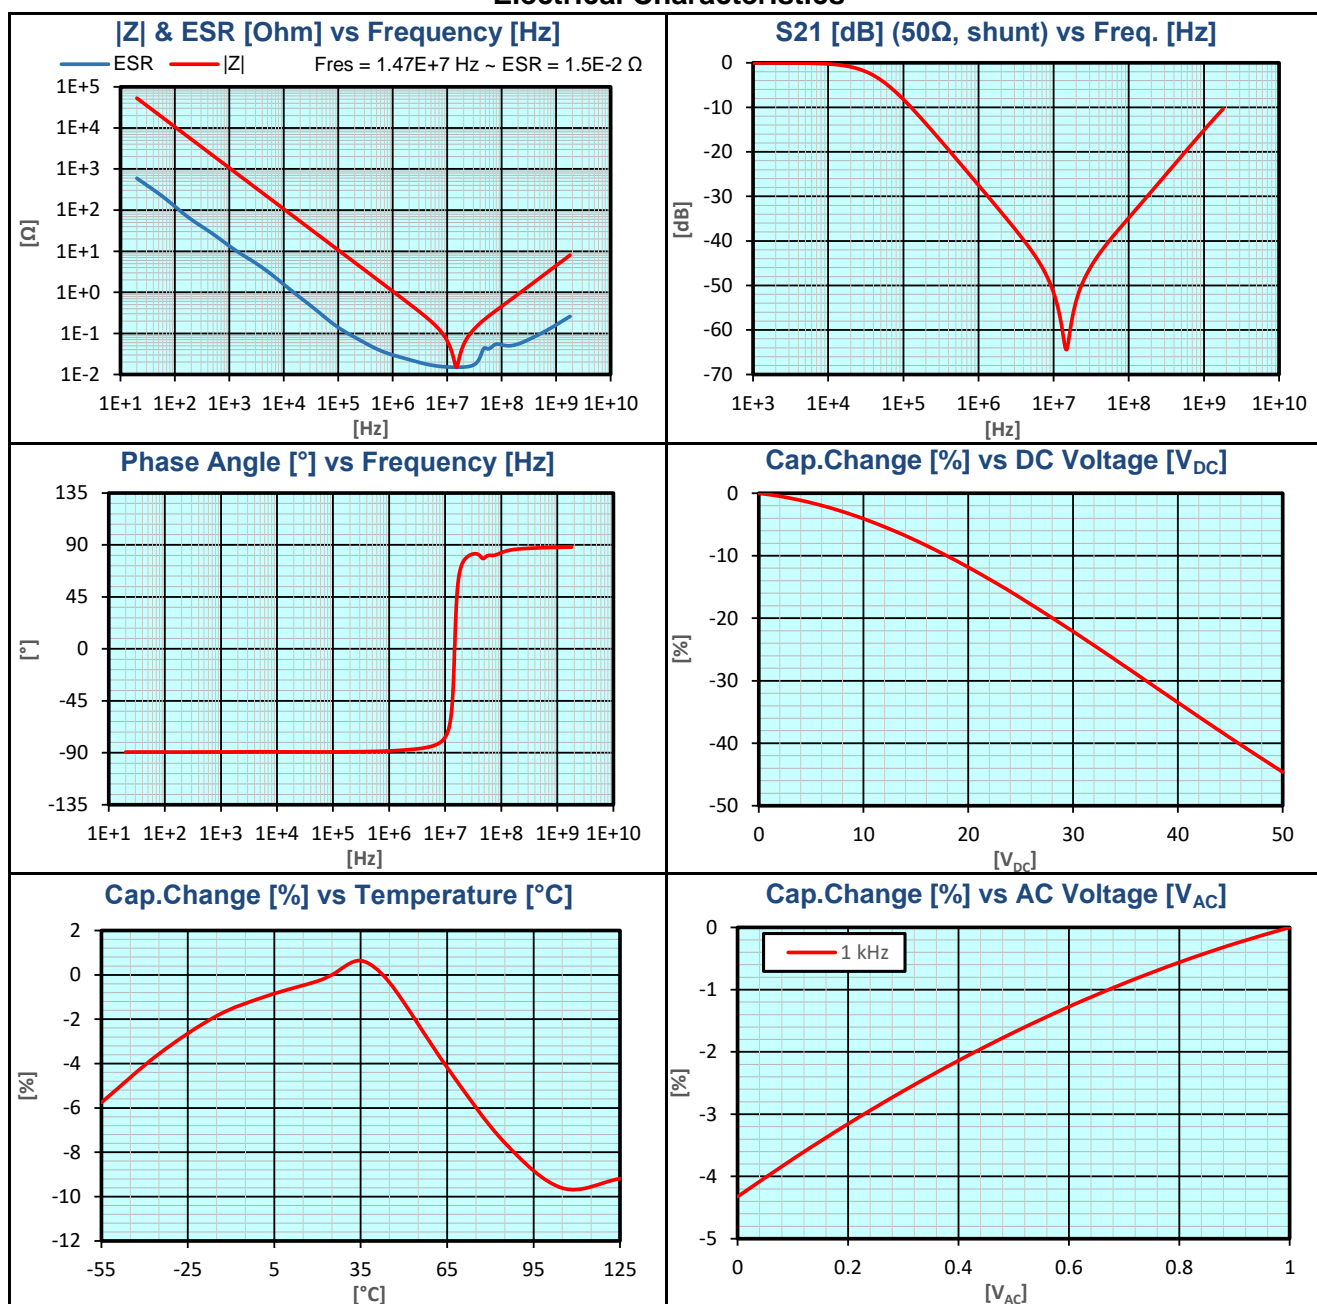 Electrical Characteristics
|Z| & ESR [Ohm] vs Frequency [Hz]
ESR |Z| Fres = 1.47E+7 Hz ~ ESR = 1.5E-2 Ω
1E+5
1E+4
1E+3
1E+2
1E+1
1E+0
1E-1
1E-2
[Ω]
1E+1 1E+2 1E+3 1E+4 1E+5 1E+6 1E+7 1E+8 1E+9 1E+10
[Hz]
S21 [dB] (50Ω, shunt) vs Freq. [Hz]
0
-10
-20
-30
-40
-50
-60
-70
[dB]
1E+3 1E+4 1E+5 1E+6 1E+7 1E+8 1E+9 1E+10
[Hz]
Phase Angle [°] vs Frequency [Hz]
135
90
45
0
-45
-90
-135
[°]
1E+1 1E+2 1E+3 1E+4 1E+5 1E+6 1E+7 1E+8 1E+9 1E+10
[Hz]
Cap.Change [%] vs DC Voltage [VDC]
0
-10
-20
-30
-40
-50
[%]
0 10 20 30 40 50
[VDC]
Cap.Change [%] vs Temperature [°C]
2
0
-2
-4
-6
-8
-10
-12
[%]
-55 -25 5 35 65 95 125
[°C]
Cap.Change [%] vs AC Voltage [VAC]
1 kHz
0
-1
-2
-3
-4
-5
[%]
0 0.2 0.4 0.6 0.8 1
[VAC]